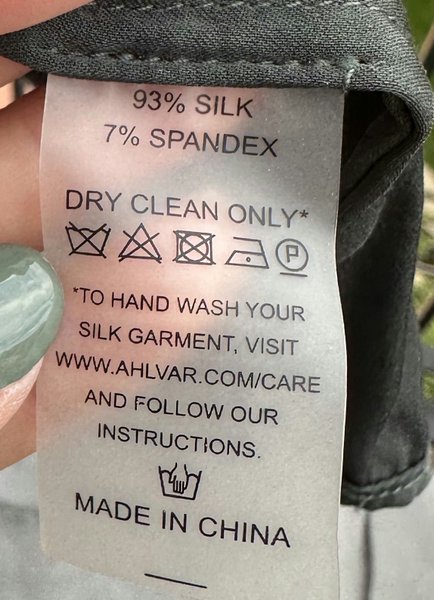 93% SILK
7% SPANDEX
DRY CLEAN ONLY*
P
*TO HAND WASH YOUR
SILK GARMENT, VISIT
WWW.AHLVAR.COM/CARE
AND FOLLOW OUR
INSTRUCTIONS.
MADE IN CHINA